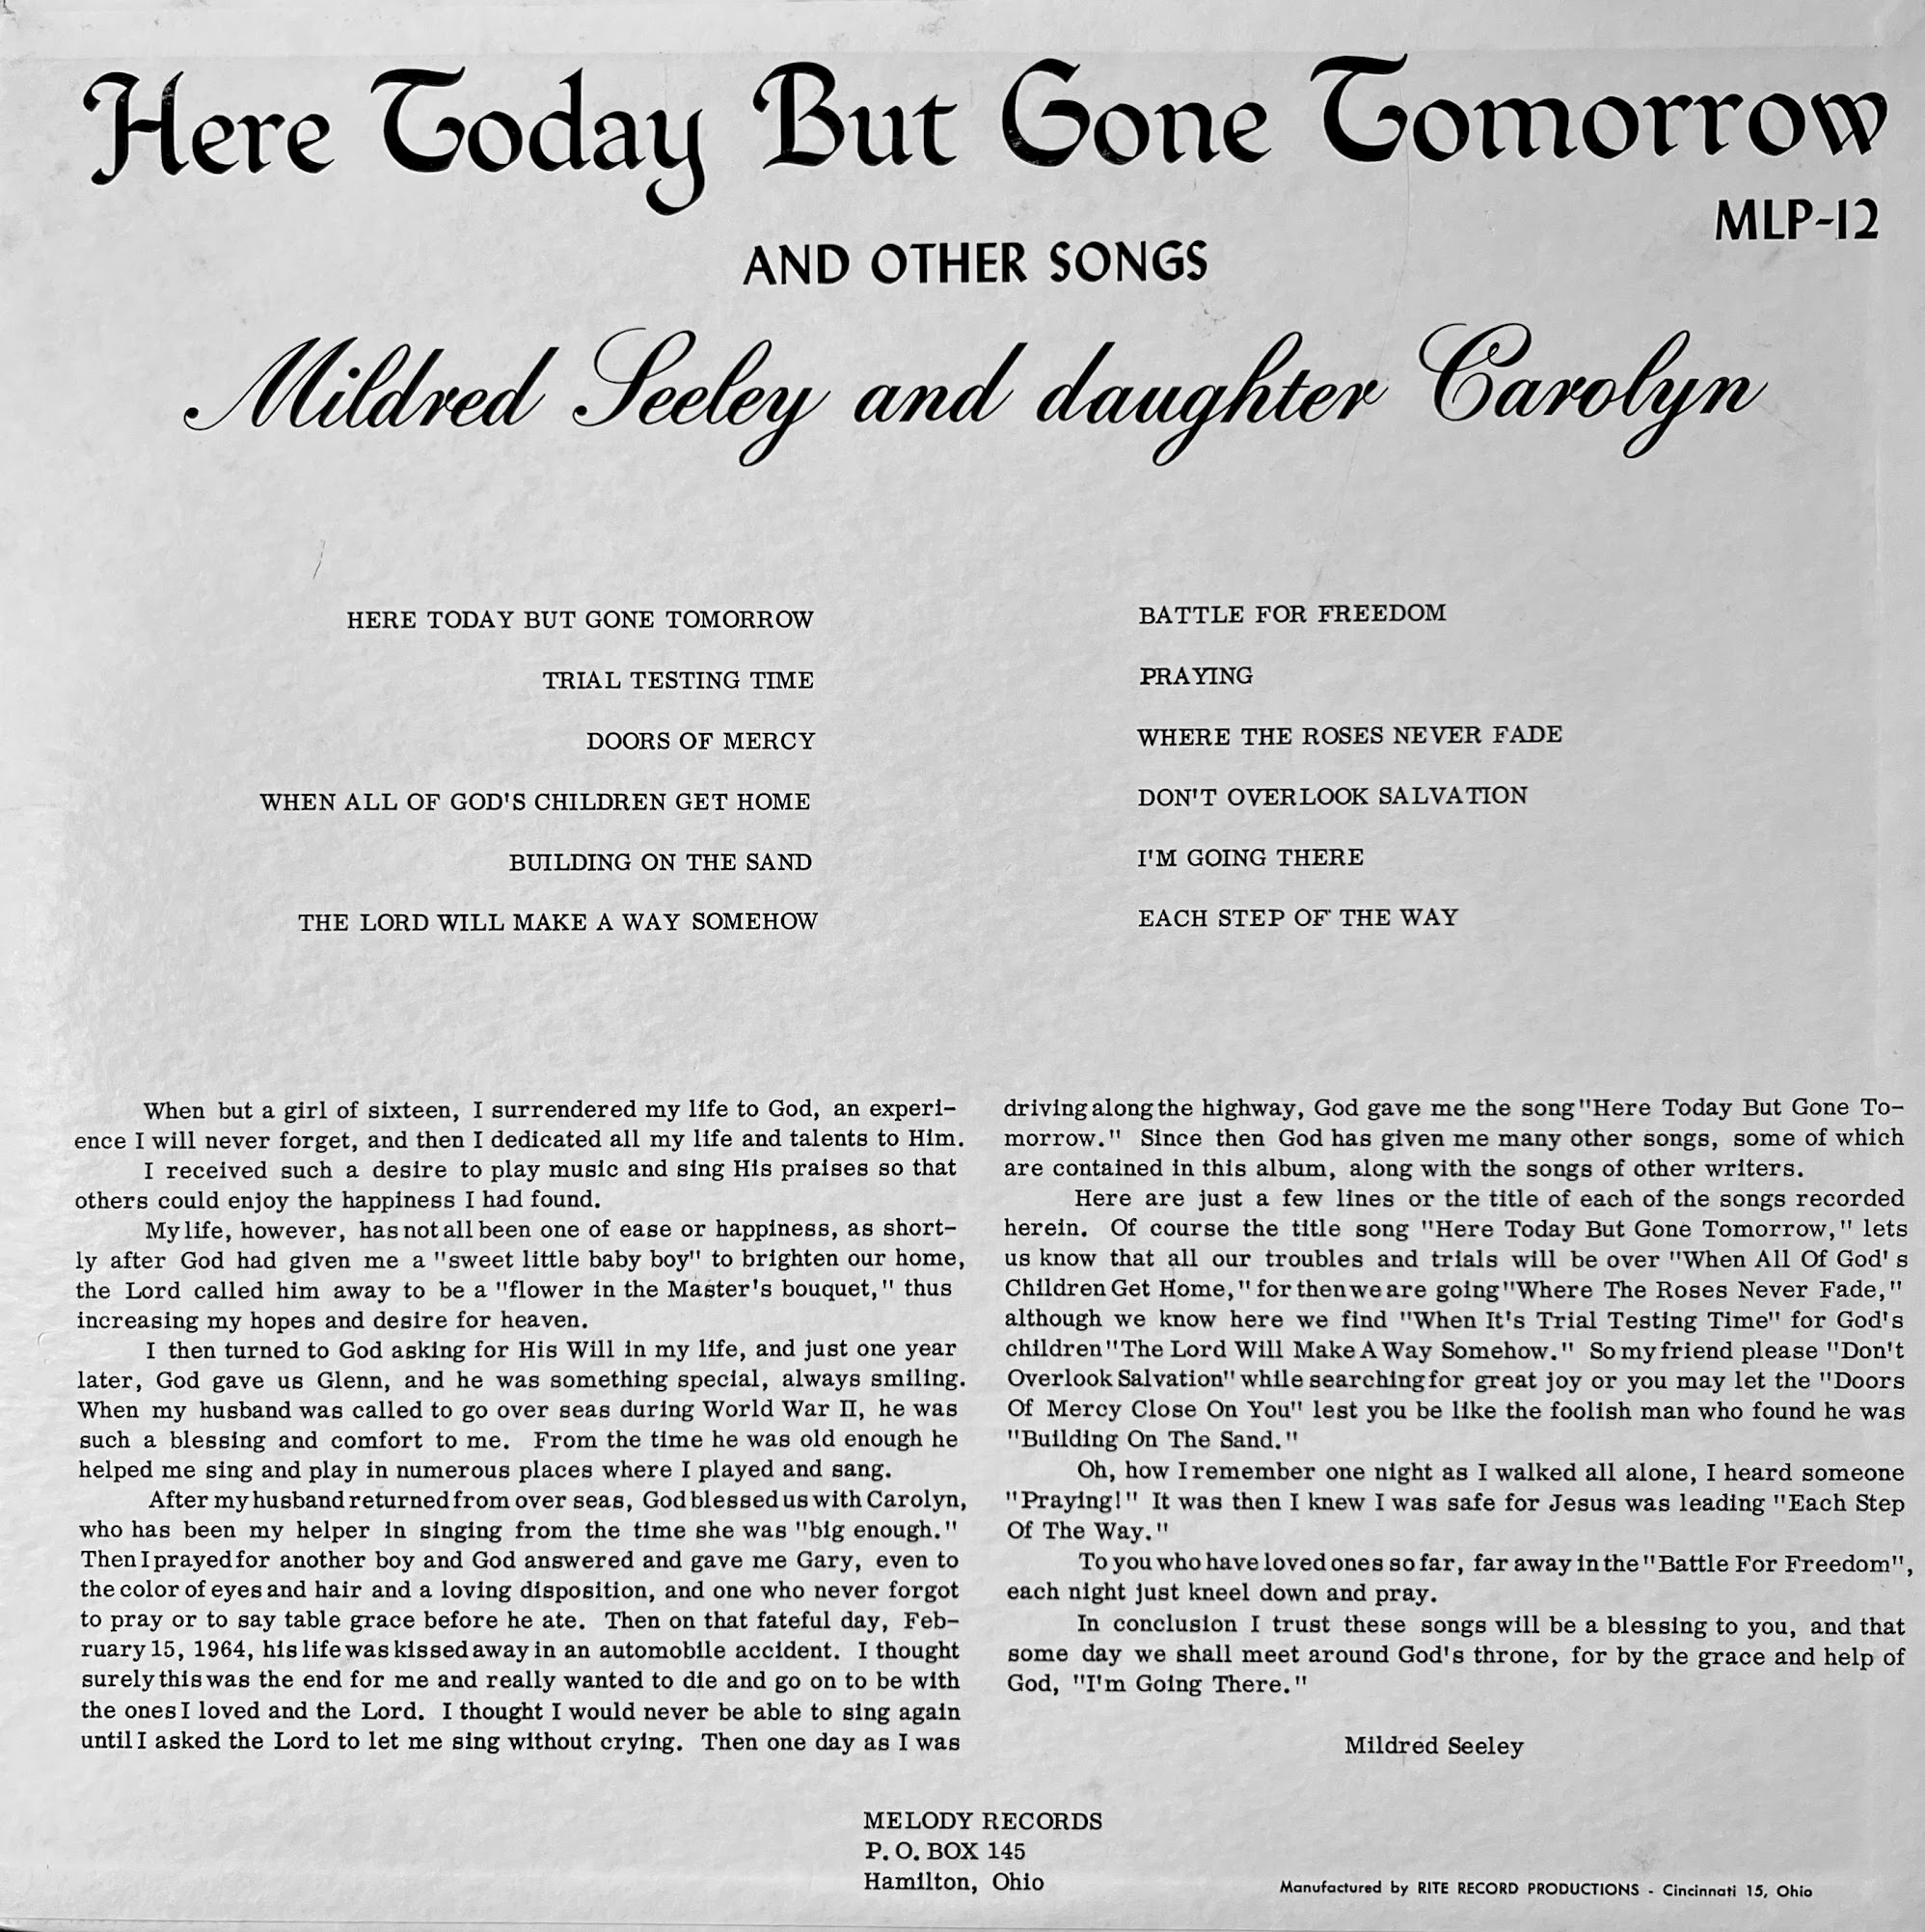 Here Today But Gone Tomorrow
MLP-12
AND OTHER SONGS
Mildred Seeley and daughter Carolyn
HERE TODAY BUT GONE TOMORROW
TRIAL TESTING TIME
DOORS OF MERCY
WHEN ALL OF GOD'S CHILDREN GET HOME
BUILDING ON THE SAND
THE LORD WILL MAKE A WAY SOMEHOW
BATTLE FOR FREEDOM
PRAYING
WHERE THE ROSES NEVER FADE
DON'T OVERLOOK SALVATION
I'M GOING THERE
EACH STEP OF THE WAY
When but a girl of sixteen, I surrendered my life to God, an experi-
ence I will never forget, and then I dedicated all my life and talents to Him.
I received such a desire to play music and sing His praises so that
others could enjoy the happiness I had found.
My life, however, has not all been one of ease or happiness, as short-
ly after God had given me a "sweet little baby boy" to brighten our home,
the Lord called him away to be a "flower in the Master's bouquet," thus
increasing my hopes and desire for heaven.
I then turned to God asking for His Will in my life, and just one year
later, God gave us Glenn, and he was something special, always smiling.
When my husband was called to go over seas during World War II, he was
such a blessing and comfort to me. From the time he was old enough he
helped me sing and play in numerous places where I played and sang.
After my husband returned from over seas, God blessed us with Carolyn,
who has been my helper in singing from the time she was "big enough."
Then I prayed for another boy and God answered and gave me Gary, even to
the color of eyes and hair and a loving disposition, and one who never forgot
to pray or to say table grace before he ate. Then on that fateful day, Feb-
ruary 15, 1964, his life was kissed away in an automobile accident. I thought
surely this was the end for me and really wanted to die and go on to be with
the ones I loved and the Lord. I thought I would never be able to sing again
until I asked the Lord to let me sing without crying. Then one day as I was
driving along the highway, God gave me the song "Here Today But Gone To-
morrow." Since then God has given me many other songs, some of which
are contained in this album, along with the songs of other writers.
Here are just a few lines or the title of each of the songs recorded
herein. Of course the title song "Here Today But Gone Tomorrow," lets
us know that all our troubles and trials will be over "When All Of God's
Children Get Home," for then we are going "Where The Roses Never Fade,"
although we know here we find "When It's Trial Testing Time" for God's
children "The Lord Will Make A Way Somehow." So my friend please "Don't
Overlook Salvation" while searching for great joy or you may let the "Doors
Of Mercy Close On You" lest you be like the foolish man who found he was
"Building On The Sand."
Oh, how I remember one night as I walked all alone, I heard someone
"Praying!" It was then I knew I was safe for Jesus was leading "Each Step
Of The Way."
To you who have loved ones so far, far away in the "Battle For Freedom",
each night just kneel down and pray.
In conclusion I trust these songs will be a blessing to you, and that
some day we shall meet around God's throne, for by the grace and help of
God, "I'm Going There."
Mildred Seeley
MELODY RECORDS
P. O. BOX 145
Hamilton, Ohio
Manufactured by RITE RECORD PRODUCTIONS - Cincinnati 15, Ohio